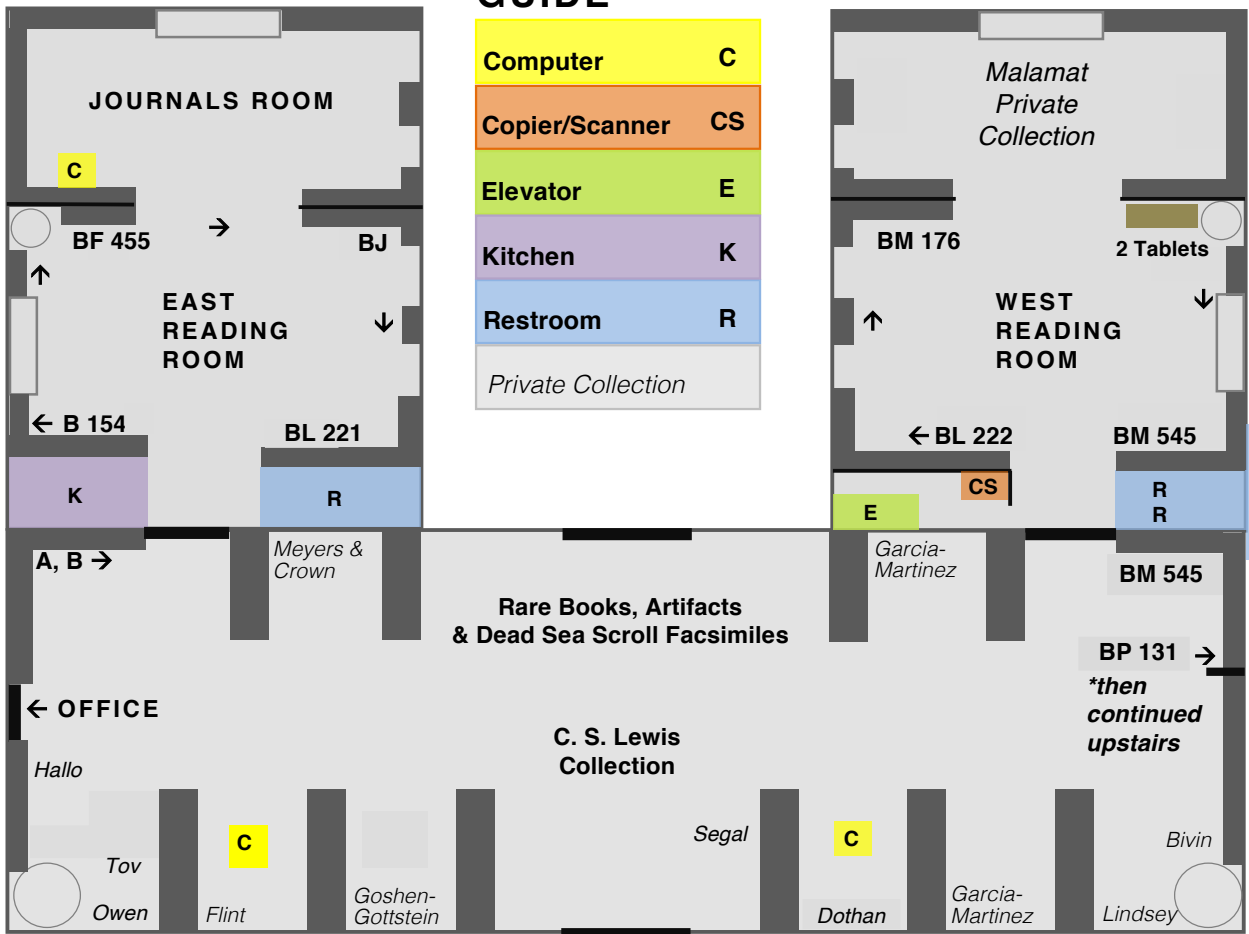 GUIDE
Computer C
Copier/Scanner CS
Elevator E
Kitchen K
Restroom R
Private Collection
JOURNALS ROOM
C
BF 455 →
BJ
↑
EAST
READING
ROOM
↓
← B 154
BL 221
K
R
Malamat
Private
Collection
BM 176
2 Tablets
↑
WEST
READING
ROOM
↓
← BL 222
BM 545
CS
E
R
R
A, B →
Meyers &
Crown
Rare Books, Artifacts
& Dead Sea Scroll Facsimiles
Garcia-
Martinez
BM 545
BP 131 →
*then
continued
upstairs
← OFFICE
C. S. Lewis
Collection
Hallo
Tov
Owen
C
Flint
Goshen-
Gottstein
Segal
C
Dothan
Garcia-
Martinez
Bivin
Lindsey